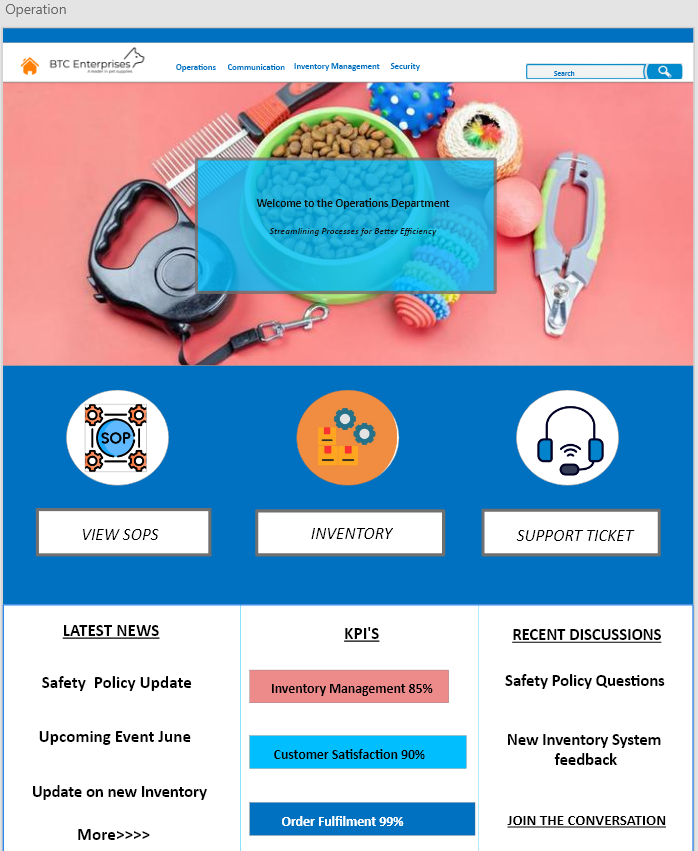 Operation
BTC Enterprises
A leader in pet supplies
Operations
Communication
Inventory Management
Security
Search
Welcome to the Operations Department
Streamlining Processes for Better Efficiency
SOP
VIEW SOPS
INVENTORY
SUPPORT TICKET
LATEST NEWS
Safety Policy Update
Upcoming Event June
Update on new Inventory
More>>>>
KPI'S
Inventory Management 85%
Customer Satisfaction 90%
Order Fulfilment 99%
RECENT DISCUSSIONS
Safety Policy Questions
New Inventory System
feedback
JOIN THE CONVERSATION